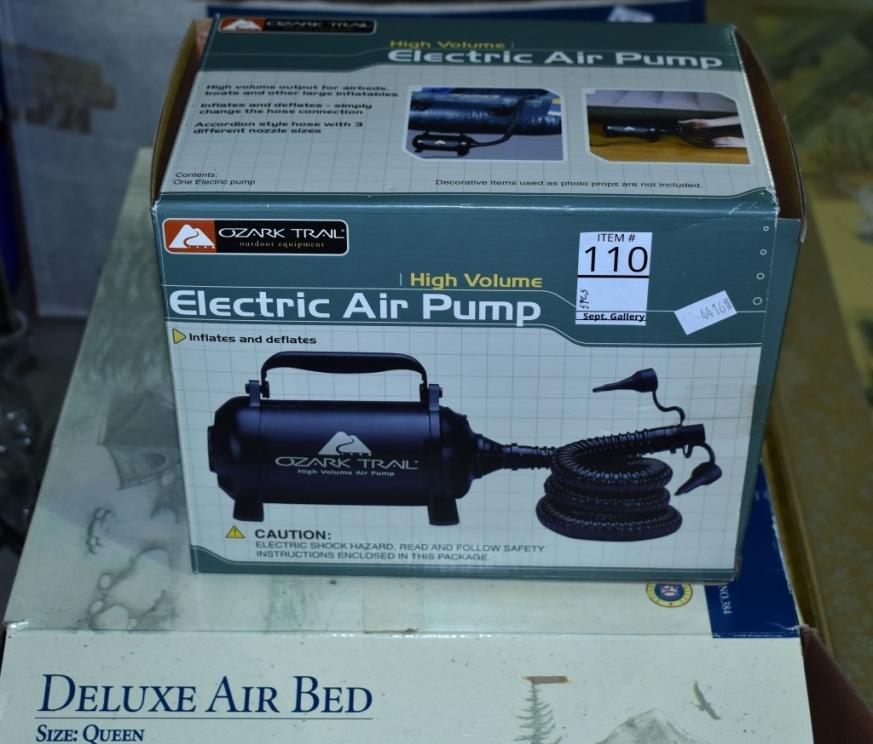 OZARK TRAIL
High Volume
Electric Air Pump
High volume output for airbeds,
boats and other large inflatables
Inflates and deflates - simply
change the hose connection
Accordion style hose with 3
different nozzle sizes
Contents:
One Electric pump
Decorative items used as photo props are not included.
OZARK TRAIL
outdoor equipment
High Volume
Electric Air Pump
ITEM #
110
3PCS
Sept. Gallery
Inflates and deflates
OZARK TRAIL
High Volume Air Pump
CAUTION:
ELECTRIC SHOCK HAZARD, READ AND FOLLOW SAFETY
INSTRUCTIONS ENCLOSED IN THIS PACKAGE.
NO.384
DELUXE AIR BED
SIZE: QUEEN